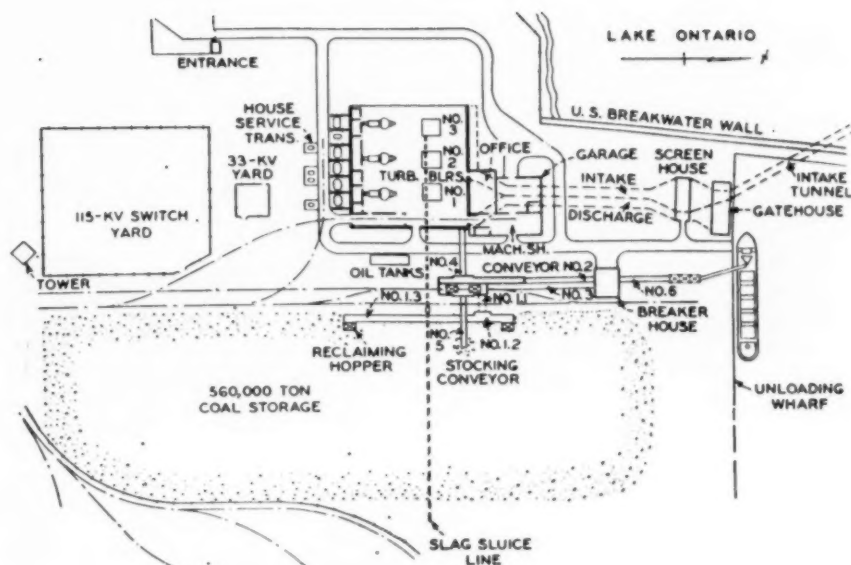 LAKE ONTARIO
ENTRANCE
U.S. BREAKWATER WALL
HOUSE
SERVICE
TRANS.
33-KV
YARD
115-KV SWITCH
YARD
TOWER
NO.
3
NO.
2
NO.
1
TURB.
BLRS.
OFFICE
GARAGE
SCREEN
HOUSE
INTAKE
DISCHARGE
INTAKE
TUNNEL
GATEHOUSE
MACH.SH.
OIL TANKS
NO.4
CONVEYOR NO.2
NO.1.3
NO.1.1
NO.3
NO.6
BREAKER
HOUSE
RECLAIMING
HOPPER
NO.
5
NO.1.2
STOCKING
CONVEYOR
560,000 TON
COAL STORAGE
UNLOADING
WHARF
SLAG SLUICE
LINE